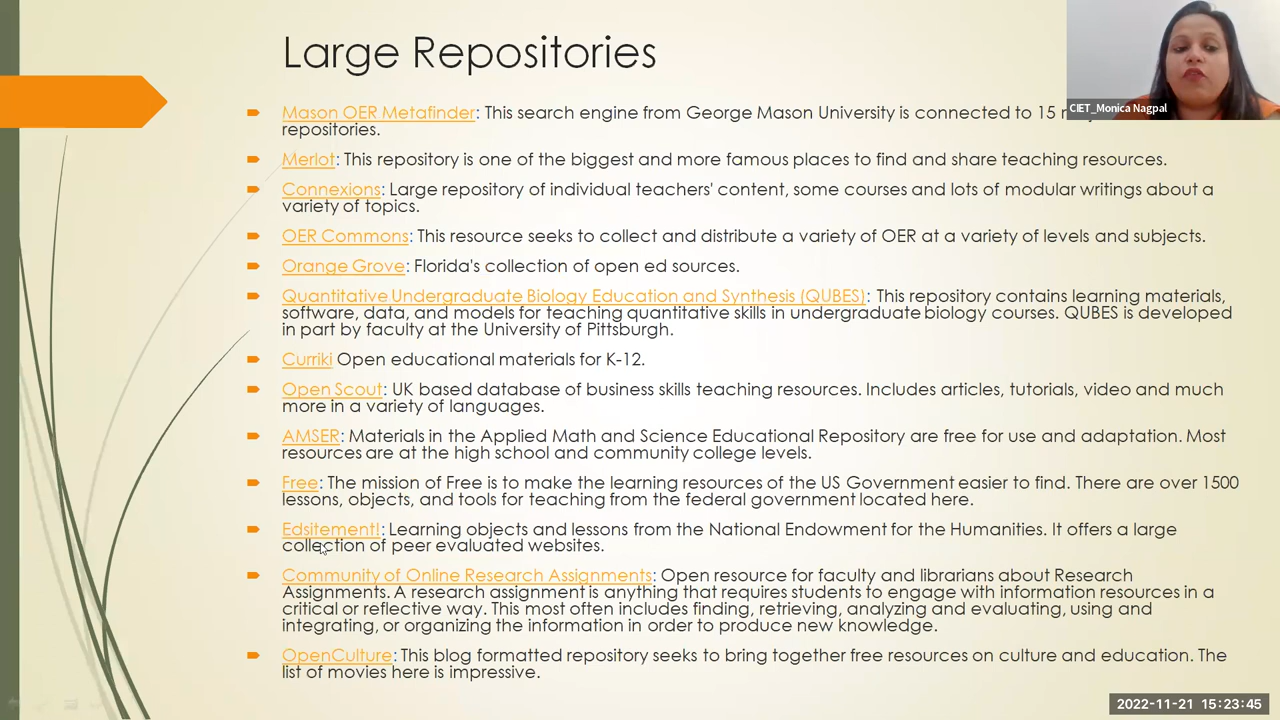 Large Repositories
CIET_Monica Nagpal
Mason OER Metafinder: This search engine from George Mason University is connected to 15
repositories.
Merlot: This repository is one of the biggest and more famous places to find and share teaching resources.
Connexions: Large repository of individual teachers' content, some courses and lots of modular writings about a
variety of topics.
OER Commons: This resource seeks to collect and distribute a variety of OER at a variety of levels and subjects.
Orange Grove: Florida's collection of open ed sources.
Quantitative Undergraduate Biology Education and Synthesis (QUBES): This repository contains learning materials,
software, data, and models for teaching quantitative skills in undergraduate biology courses. QUBES is developed
in part by faculty at the University of Pittsburgh.
Curriki Open educational materials for K-12.
Open Scout: UK based database of business skills teaching resources. Includes articles, tutorials, video and much
more in a variety of languages.
AMSER: Materials in the Applied Math and Science Educational Repository are free for use and adaptation. Most
resources are at the high school and community college levels.
Free: The mission of Free is to make the learning resources of the US Government easier to find. There are over 1500
lessons, objects, and tools for teaching from the federal government located here.
Edsitement!: Learning objects and lessons from the National Endowment for the Humanities. It offers a large
collection of peer evaluated websites.
Community of Online Research Assignments: Open resource for faculty and librarians about Research
Assignments. A research assignment is anything that requires students to engage with information resources in a
critical or reflective way. This most often includes finding, retrieving, analyzing and evaluating, using and
integrating, or organizing the information in order to produce new knowledge.
OpenCulture: This blog formatted repository seeks to bring together free resources on culture and education. The
list of movies here is impressive.
2022-11-21 15:23:45